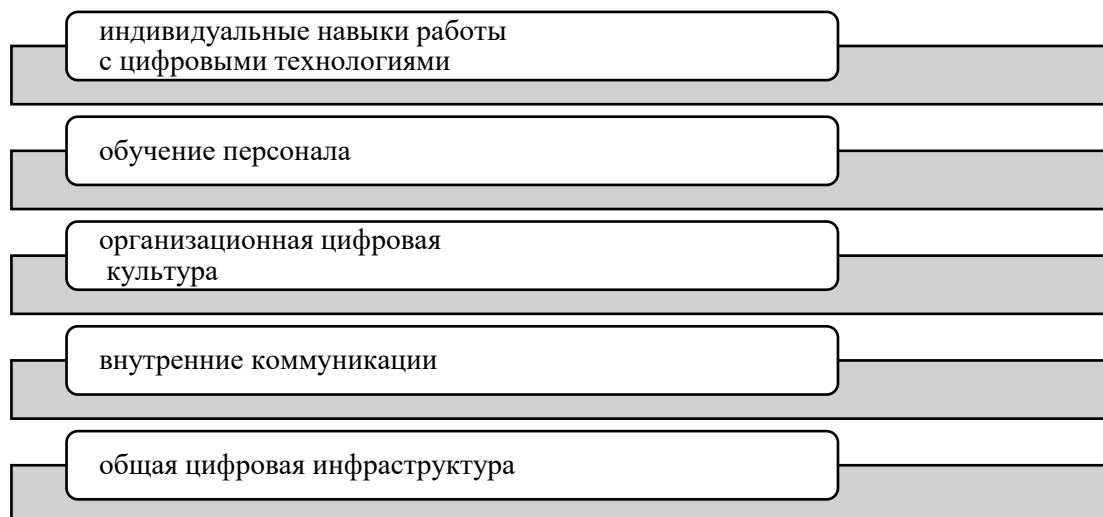 индивидуальные навыки работы
с цифровыми технологиями
обучение персонала
организационная цифровая
культура
внутренние коммуникации
общая цифровая инфраструктура